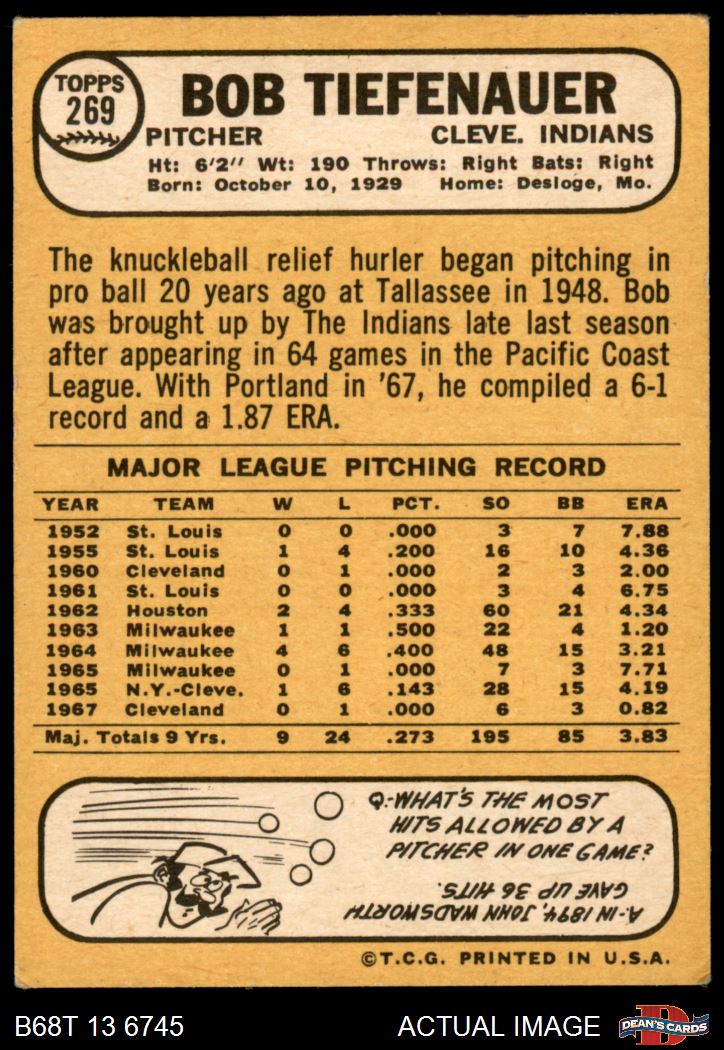 TOPPS
269
BOB TIEFENAUER
PITCHER CLEVE. INDIANS
Ht: 6'2" Wt: 190 Throws: Right Bats: Right
Born: October 10, 1929 Home: Desloge, Mo.
The knuckleball relief hurler began pitching in
pro ball 20 years ago at Tallassee in 1948. Bob
was brought up by The Indians late last season
after appearing in 64 games in the Pacific Coast
League. With Portland in '67, he compiled a 6-1
record and a 1.87 ERA.
MAJOR LEAGUE PITCHING RECORD
YEAR TEAM W L PCT. SO BB ERA
1952 St. Louis 0 0 .000 3 7 7.88
1955 St. Louis 1 4 .200 16 10 4.36
1960 Cleveland 0 1 .000 2 3 2.00
1961 St. Louis 0 0 .000 3 4 6.75
1962 Houston 2 4 .333 60 21 4.34
1963 Milwaukee 1 1 .500 22 4 1.20
1964 Milwaukee 4 6 .400 48 15 3.21
1965 Milwaukee 0 1 .000 7 3 7.71
1965 N.Y.-Cleve. 1 6 .143 28 15 4.19
1967 Cleveland 0 1 .000 6 3 0.82
Maj. Totals 9 Yrs. 9 24 .273 195 85 3.83
Q-WHAT'S THE MOST
HITS ALLOWED BY A
PITCHER IN ONE GAME?
A-IN 1894, JOHN WADSWORTH
GAVE UP 36 HITS.
©T.C.G. PRINTED IN U.S.A.
B68T 13 6745 ACTUAL IMAGE
DEAN'S CARDS